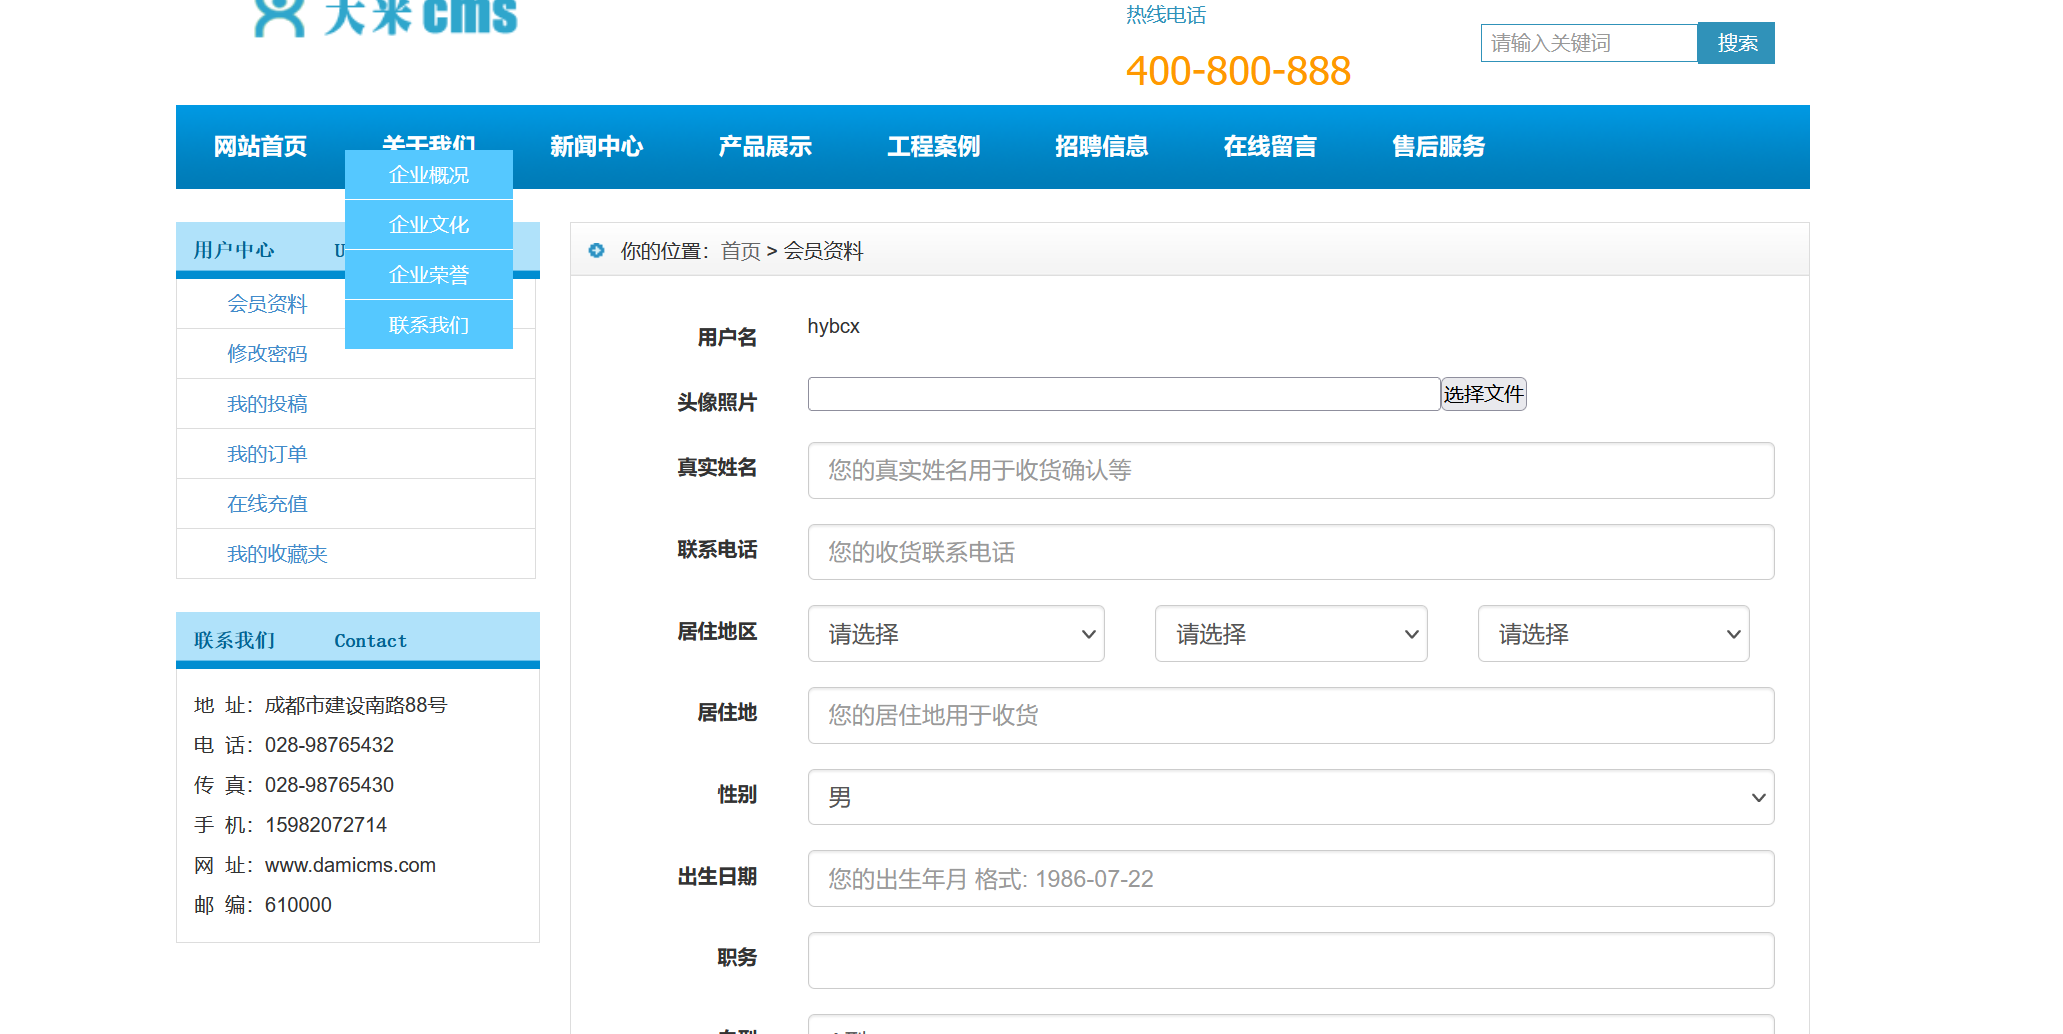 大米cms
热线电话
400-800-888
请输入关键词
搜索
网站首页 关于我们 新闻中心 产品展示 工程案例 招聘信息 在线留言 售后服务
企业概况
企业文化
企业荣誉
联系我们
用户中心 U
会员资料
修改密码
我的投稿
我的订单
在线充值
我的收藏夹
联系我们 Contact
地 址：成都市建设南路88号
电 话：028-98765432
传 真：028-98765430
手 机：15982072714
网 址：www.damicms.com
邮 编：610000
你的位置：首页 > 会员资料
用户名 hybcx
头像照片 选择文件
真实姓名 您的真实姓名用于收货确认等
联系电话 您的收货联系电话
居住地区 请选择 请选择 请选择
居住地 您的居住地用于收货
性别 男
出生日期 您的出生年月 格式: 1986-07-22
职务